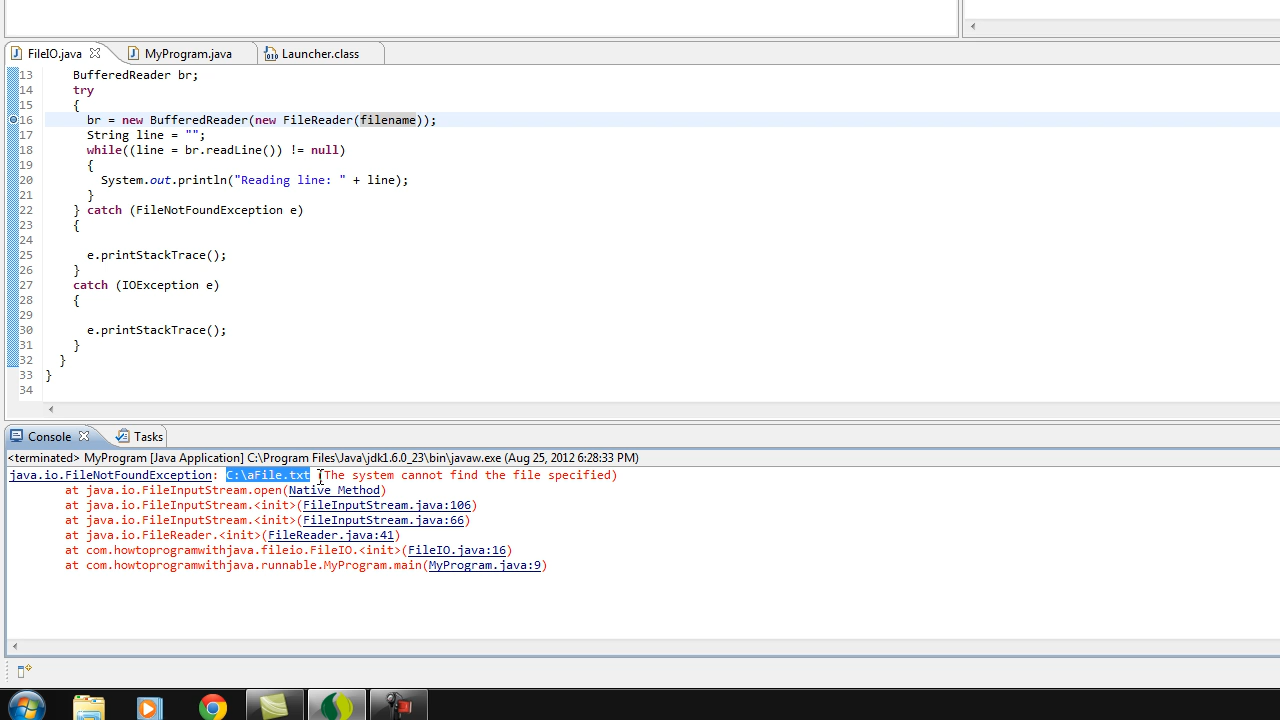 FileIO.java MyProgram.java Launcher.class
13 BufferedReader br;
14 try
15 {
16 br = new BufferedReader(new FileReader(filename));
17 String line = "";
18 while((line = br.readLine()) != null)
19 {
20 System.out.println("Reading line: " + line);
21 }
22 } catch (FileNotFoundException e)
23 {
24
25 e.printStackTrace();
26 }
27 catch (IOException e)
28 {
29
30 e.printStackTrace();
31 }
32 }
33 }
34
Console Tasks
<terminated> MyProgram [Java Application] C:\Program Files\Java\jdk1.6.0_23\bin\javaw.exe (Aug 25, 2012 6:28:33 PM)
java.io.FileNotFoundException: C:\aFile.txt (The system cannot find the file specified)
at java.io.FileInputStream.open(Native Method)
at java.io.FileInputStream.<init>(FileInputStream.java:106)
at java.io.FileInputStream.<init>(FileInputStream.java:66)
at java.io.FileReader.<init>(FileReader.java:41)
at com.howtoprogramwithjava.fileio.FileIO.<init>(FileIO.java:16)
at com.howtoprogramwithjava.runnable.MyProgram.main(MyProgram.java:9)